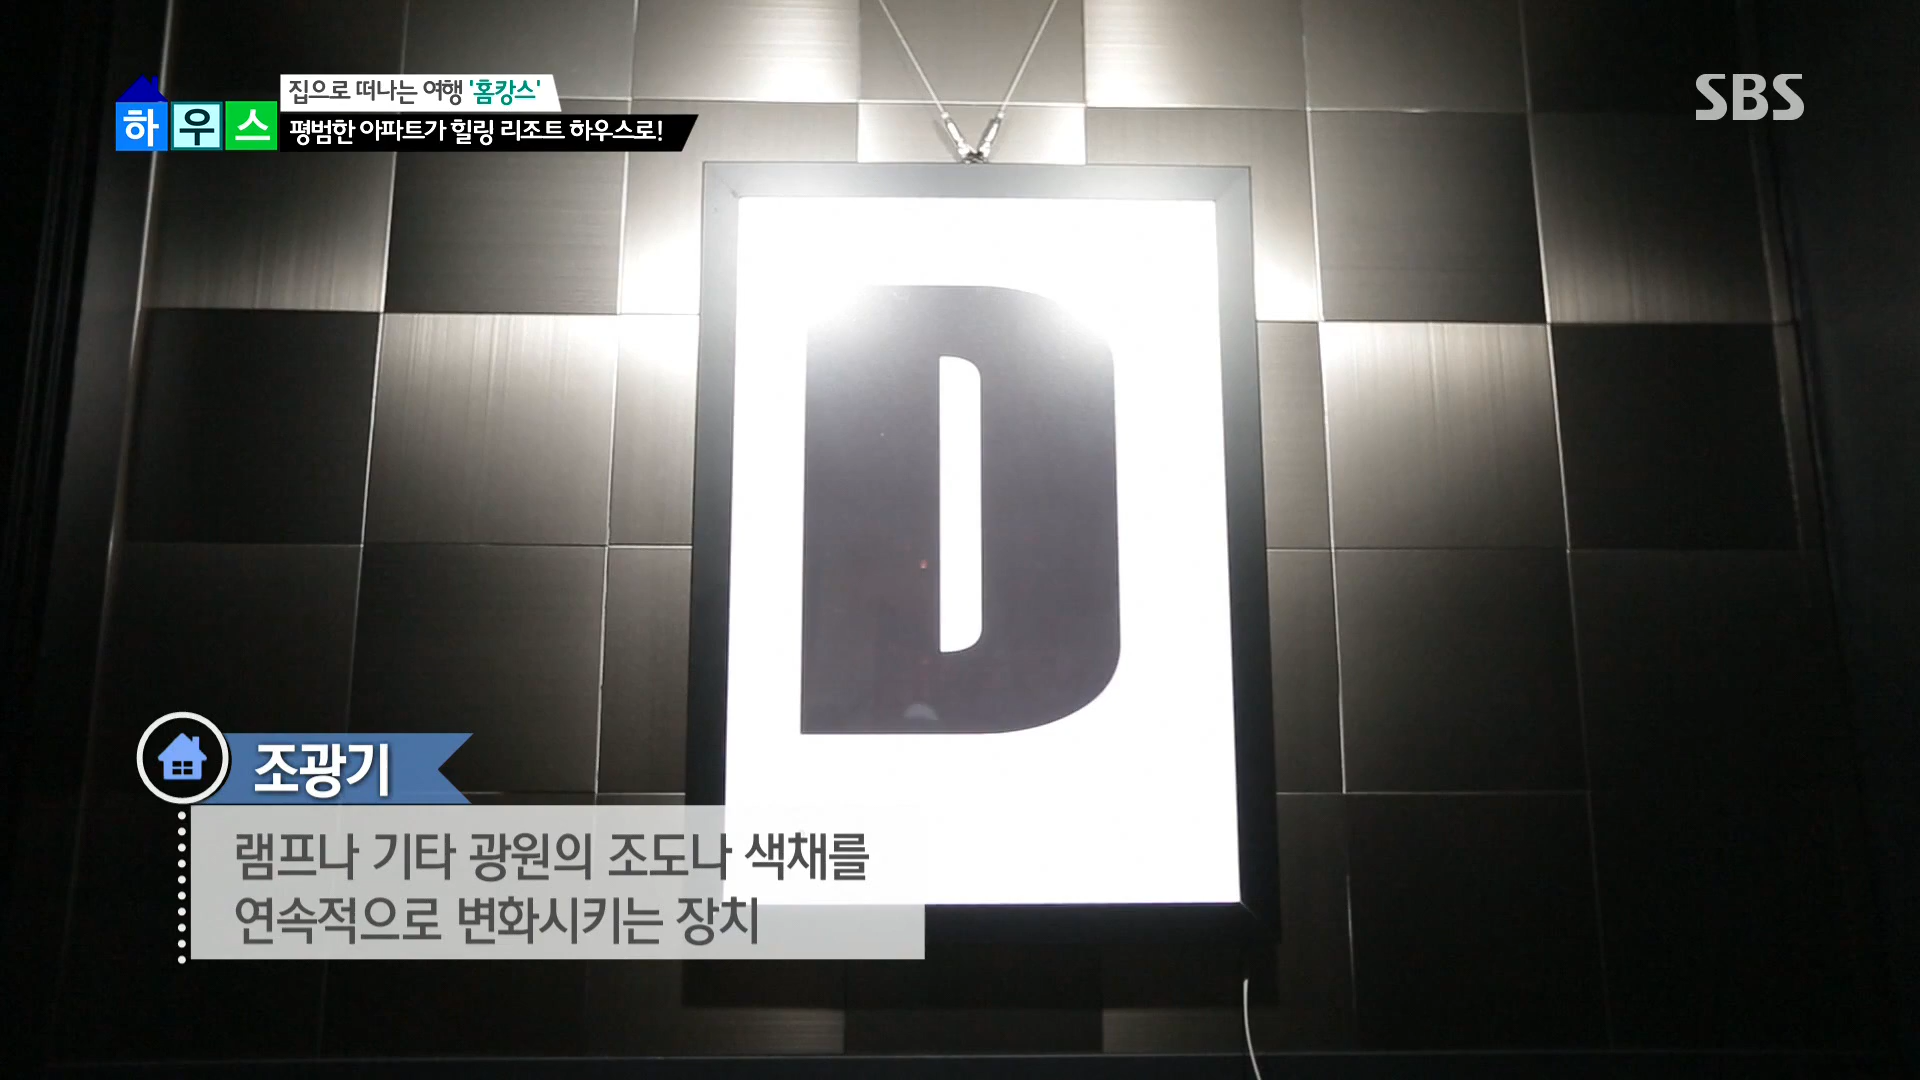 집으로 떠나는 여행 '홈캉스'
하우스 평범한 아파트가 힐링 리조트 하우스로!
SBS
D
조광기
램프나 기타 광원의 조도나 색채를
연속적으로 변화시키는 장치